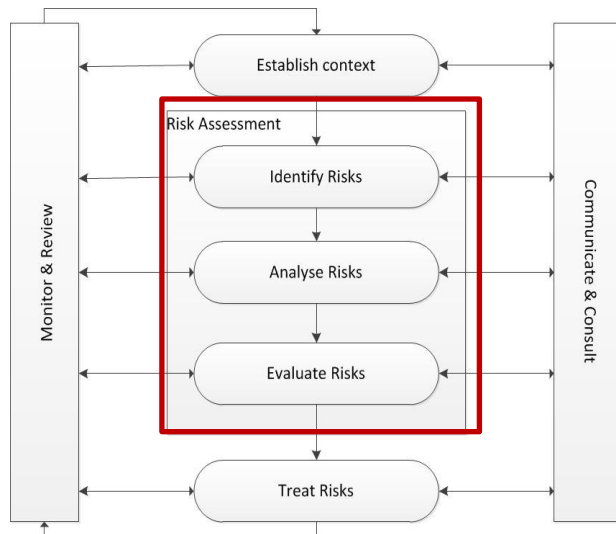 Establish context
Risk Assessment
Identify Risks
Analyse Risks
Evaluate Risks
Treat Risks
Monitor & Review
Communicate & Consult